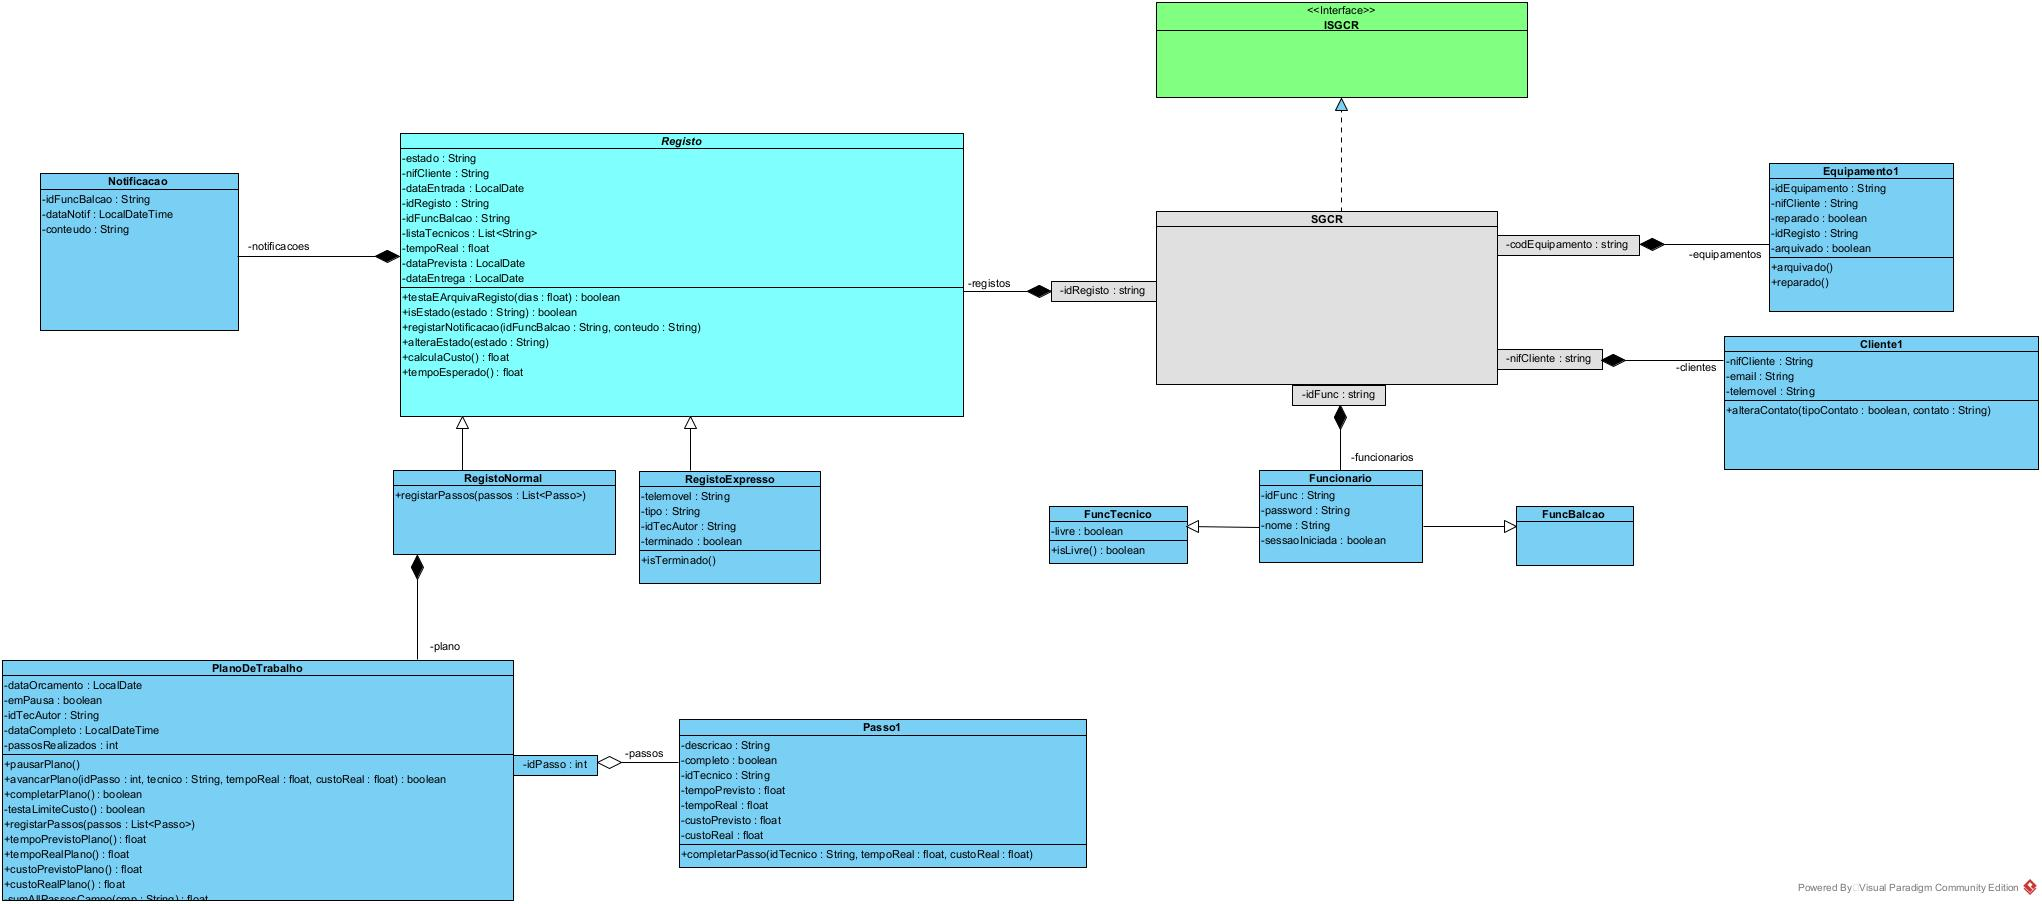 <<Interface>>
ISGCR
Registo
-estado : String
-nifCliente : String
-dataEntrada : LocalDate
-idRegisto : String
-idFuncBalcao : String
-listaTecnicos : List<String>
-tempoReal : float
-dataPrevista : LocalDate
-dataEntrega : LocalDate
+testaEArquivaRegisto(dias : float) : boolean
+isEstado(estado : String) : boolean
+registarNotificacao(idFuncBalcao : String, conteudo : String)
+alteraEstado(estado : String)
+calculaCusto() : float
+tempoEsperado() : float
Notificacao
-idFuncBalcao : String
-dataNotif : LocalDateTime
-conteudo : String
-notificacoes
-registos
-idRegisto : string
SGCR
-codEquipamento : string
-equipamentos
Equipamento1
-idEquipamento : String
-nifCliente : String
-reparado : boolean
-idRegisto : String
-arquivado : boolean
+arquivado()
+reparado()
-nifCliente : string
-clientes
Cliente1
-nifCliente : String
-email : String
-telemovel : String
+alteraContato(tipoContato : boolean, contato : String)
-idFunc : string
-funcionarios
Funcionario
-idFunc : String
-password : String
-nome : String
-sessaoIniciada : boolean
FuncTecnico
-livre : boolean
+isLivre() : boolean
FuncBalcao
RegistoNormal
+registarPassos(passos : List<Passo>)
RegistoExpresso
-telemovel : String
-tipo : String
-idTecAutor : String
-terminado : boolean
+isTerminado()
-plano
PlanoDeTrabalho
-dataOrcamento : LocalDate
-emPausa : boolean
-idTecAutor : String
-dataCompleto : LocalDateTime
-passosRealizados : int
+pausarPlano()
+avancarPlano(idPasso : int, tecnico : String, tempoReal : float, custoReal : float) : boolean
+completarPlano() : boolean
-testaLimiteCusto() : boolean
+registarPassos(passos : List<Passo>)
+tempoPrevistoPlano() : float
+tempoRealPlano() : float
+custoPrevistoPlano() : float
+custoRealPlano() : float
-sumAllPassosCampo(cmp : String) : float
-idPasso : int
-passos
Passo1
-descricao : String
-completo : boolean
-idTecnico : String
-tempoPrevisto : float
-tempoReal : float
-custoPrevisto : float
-custoReal : float
+completarPasso(idTecnico : String, tempoReal : float, custoReal : float)
Powered By Visual Paradigm Community Edition